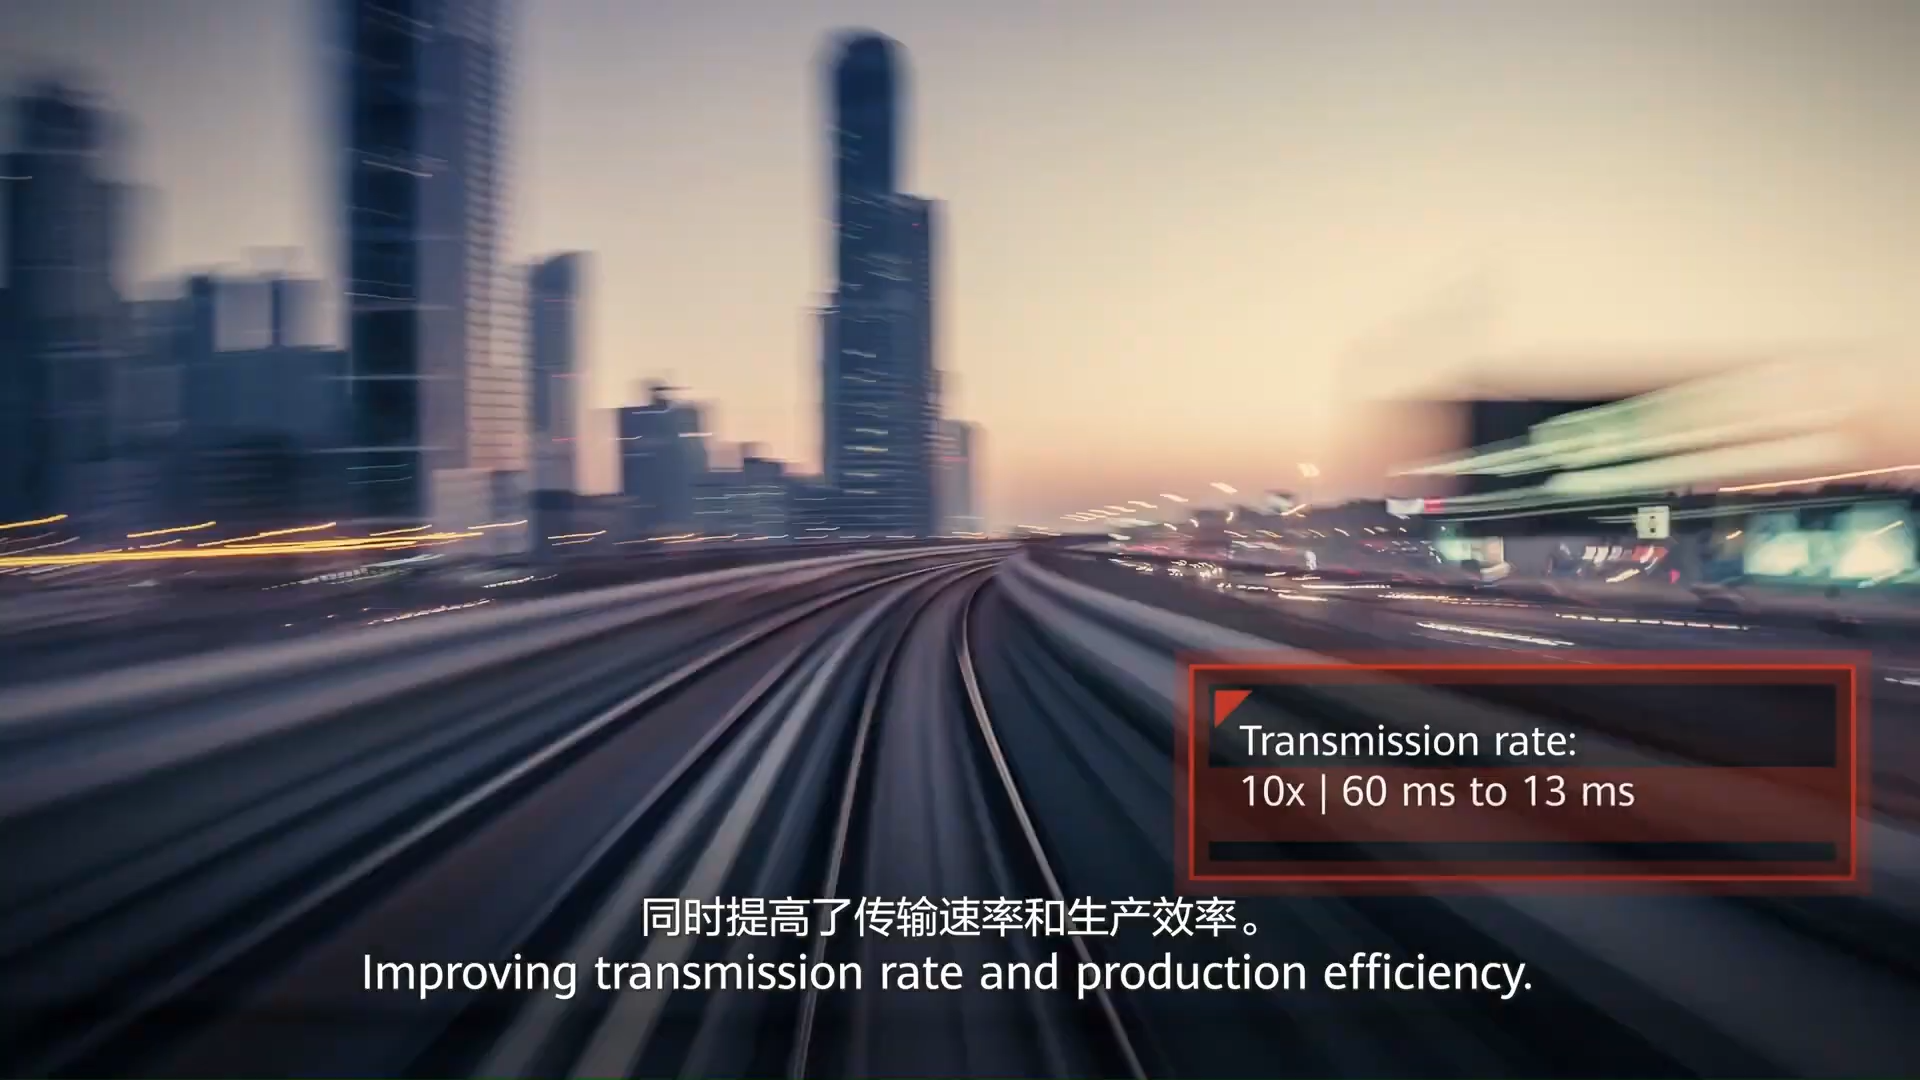 Transmission rate:
10x | 60 ms to 13 ms
同时提高了传输速率和生产效率。
Improving transmission rate and production efficiency.